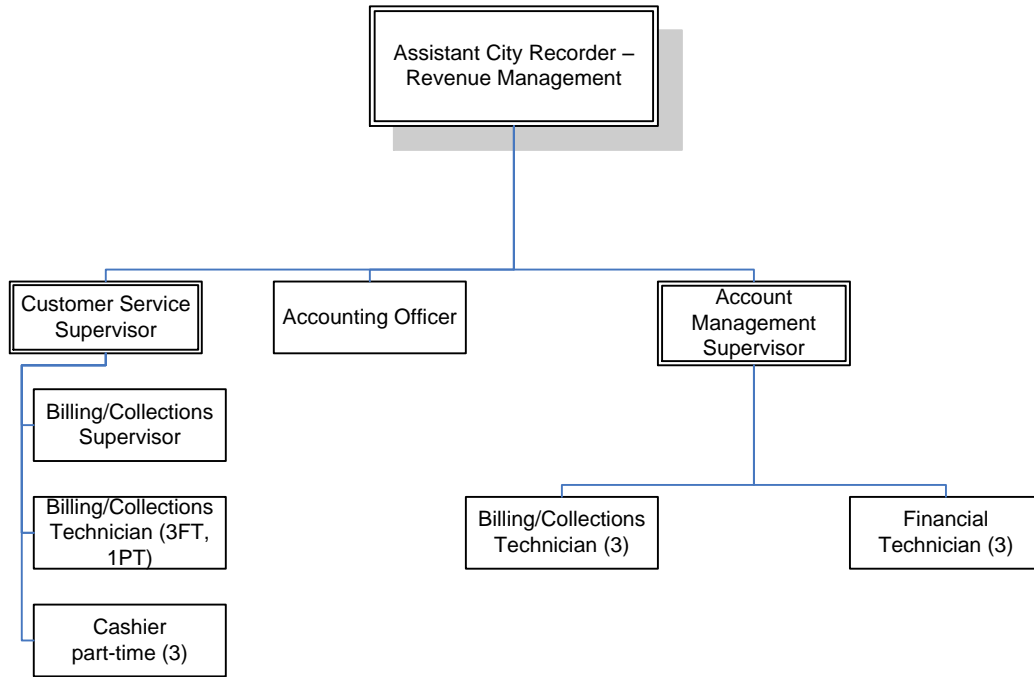 Assistant City Recorder –
Revenue Management
Customer Service
Supervisor
Accounting Officer
Account
Management
Supervisor
Billing/Collections
Supervisor
Billing/Collections
Technician (3FT,
1PT)
Cashier
part-time (3)
Billing/Collections
Technician (3)
Financial
Technician (3)